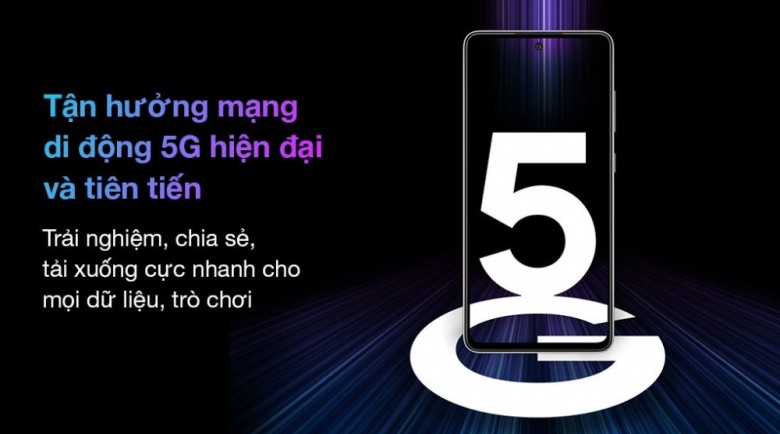 Tận hưởng mạng
di động 5G hiện đại
và tiên tiến
Trải nghiệm, chia sẻ,
tải xuống cực nhanh cho
mọi dữ liệu, trò chơi
5
G